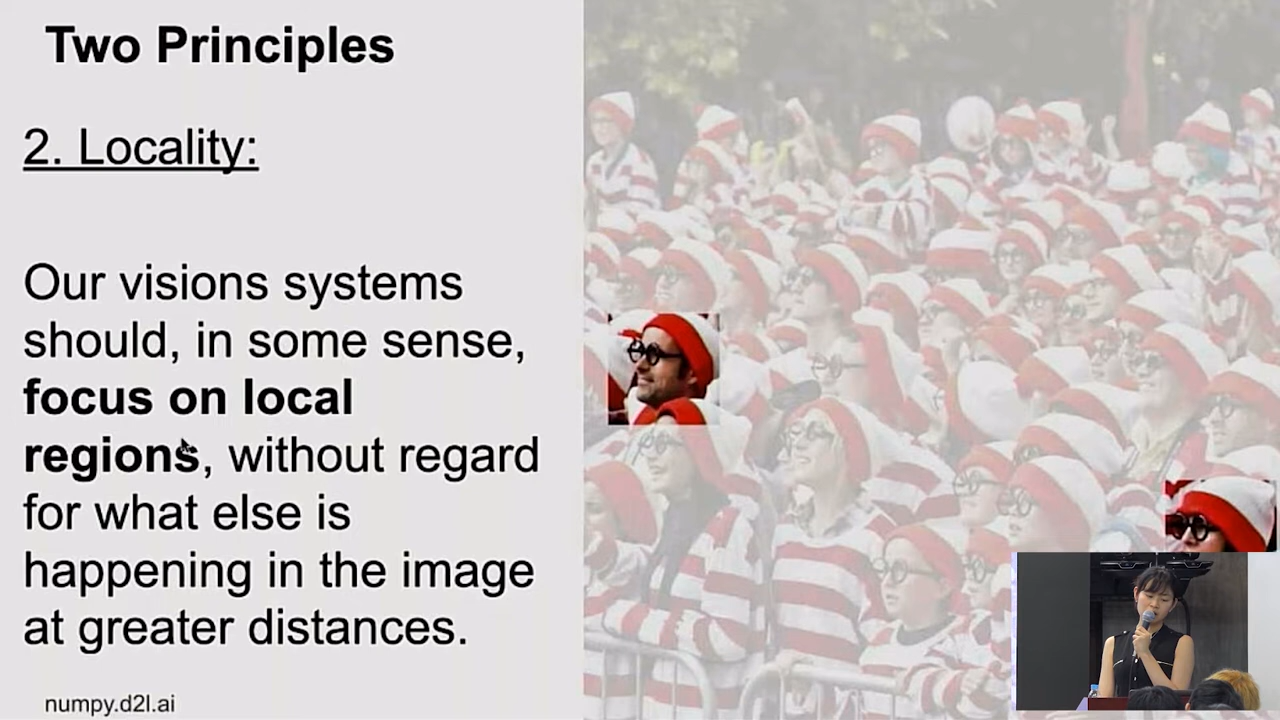 Two Principles
2. Locality:
Our visions systems
should, in some sense,
focus on local
regions, without regard
for what else is
happening in the image
at greater distances.
numpy.d2l.ai